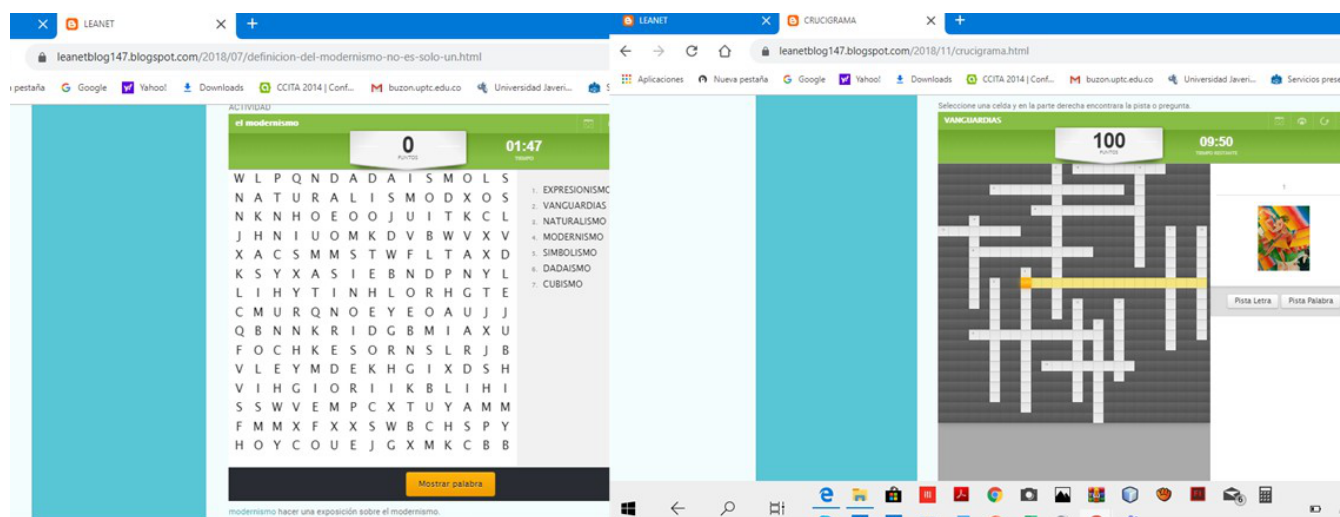 LEANET
leanetblog147.blogspot.com/2018/07/definicion-del-modernismo-no-es-solo-un.html
pestaña Google Yahoo! Downloads CCITA 2014 | Conf... buzon.uptc.edu.co Universidad Javeri...
ACTIVIDAD
el modernismo
0
PUNTOS
01:47
TIEMPO
W L P Q N D A D A I S M O L S
N A T U R A L I S M O D X O S
N K N H O E O O J U I T K C L
J H N I U O M K D V B W V X V
X A C S M M S T W F L T A X D
K S Y X A S I E B N D P N Y L
L I H Y T I N H L O R H G T E
C M U R Q N O E Y E O A U J J
Q B N N K R I D G B M I A X U
F O C H K E S O R N S L R J B
V L E Y M D E K H G I X D S H
V I H G I O R I I K B L I H I
S S W V E M P C X T U Y A M M
F M M X F X X S W B C H S P Y
H O Y C O U E J G X M K C B B
1. EXPRESIONISMO
2. VANGUARDIAS
3. NATURALISMO
4. MODERNISMO
5. SIMBOLISMO
6. DADAISMO
7. CUBISMO
Mostrar palabra
modernismo hacer una exposición sobre el modernismo.
LEANET
CRUCIGRAMA
leanetblog147.blogspot.com/2018/11/crucigrama.html
Aplicaciones Nueva pestaña Google Yahoo! Downloads CCITA 2014 | Conf... buzon.uptc.edu.co Universidad Javeri... Servicios prese
Seleccione una celda y en la parte derecha encontrara la pista o pregunta.
VANGUARDIAS
100
PUNTOS
09:50
TIEMPO RESTANTE
1
Pista Letra
Pista Palabra